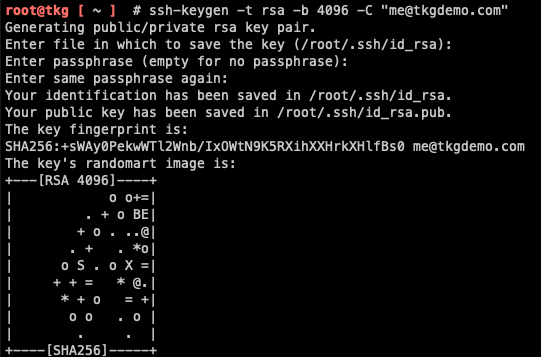 root@tkg [ ~ ]  # ssh-keygen -t rsa -b 4096 -C "me@tkgdemo.com"
Generating public/private rsa key pair.
Enter file in which to save the key (/root/.ssh/id_rsa):
Enter passphrase (empty for no passphrase):
Enter same passphrase again:
Your identification has been saved in /root/.ssh/id_rsa.
Your public key has been saved in /root/.ssh/id_rsa.pub.
The key fingerprint is:
SHA256:+sWAy0PekwWTl2Wnb/IxOWtN9K5RXihXXHrkXHlfBs0 me@tkgdemo.com
The key's randomart image is:
+---[RSA 4096]----+
|            o o+=|
|         . + o BE|
|        + o . ..@|
|       . +   . *o|
|      o S . o X =|
|     + + =   * @.|
|      * + o   = +|
|       o o   . o |
|        .     .  |
+----[SHA256]-----+